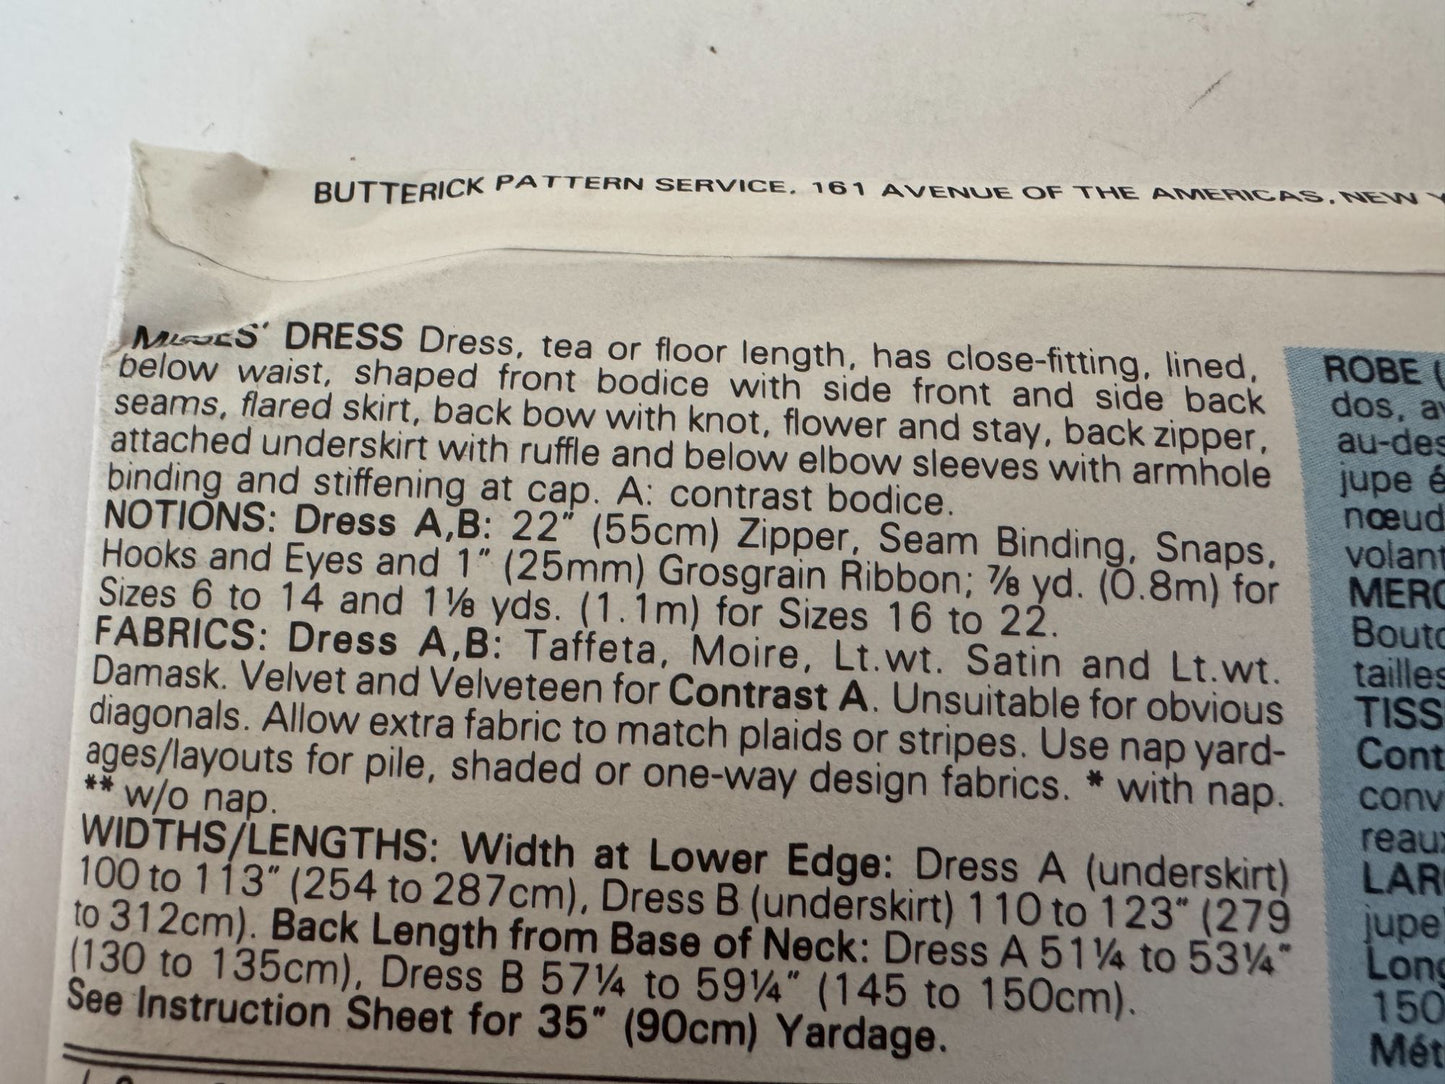 BUTTERICK PATTERN SERVICE, 161 AVENUE OF THE AMERICAS, NEW
MISSES' DRESS Dress, tea or floor length, has close-fitting, lined,
below waist, shaped front bodice with side front and side back
seams, flared skirt, back bow with knot, flower and stay, back zipper,
attached underskirt with ruffle and below elbow sleeves with armhole
binding and stiffening at cap. A: contrast bodice.
NOTIONS: Dress A,B: 22" (55cm) Zipper, Seam Binding, Snaps,
Hooks and Eyes and 1" (25mm) Grosgrain Ribbon; 7/8 yd. (0.8m) for
Sizes 6 to 14 and 1 1/8 yds. (1.1m) for Sizes 16 to 22.
FABRICS: Dress A,B: Taffeta, Moire, Lt.wt. Satin and Lt.wt.
Damask. Velvet and Velveteen for Contrast A. Unsuitable for obvious
diagonals. Allow extra fabric to match plaids or stripes. Use nap yard-
ages/layouts for pile, shaded or one-way design fabrics. * with nap.
** w/o nap.
WIDTHS/LENGTHS: Width at Lower Edge: Dress A (underskirt)
100 to 113" (254 to 287cm), Dress B (underskirt) 110 to 123" (279
to 312cm). Back Length from Base of Neck: Dress A 51¼ to 53¼"
(130 to 135cm), Dress B 57¼ to 59¼" (145 to 150cm).
See Instruction Sheet for 35" (90cm) Yardage.
ROBE (
dos, av
au-des
jupe é
nœud
volant
MERC
Bouto
tailles
TISS
Cont
conv
reaux
LAR
jupe
Long
150
Mét